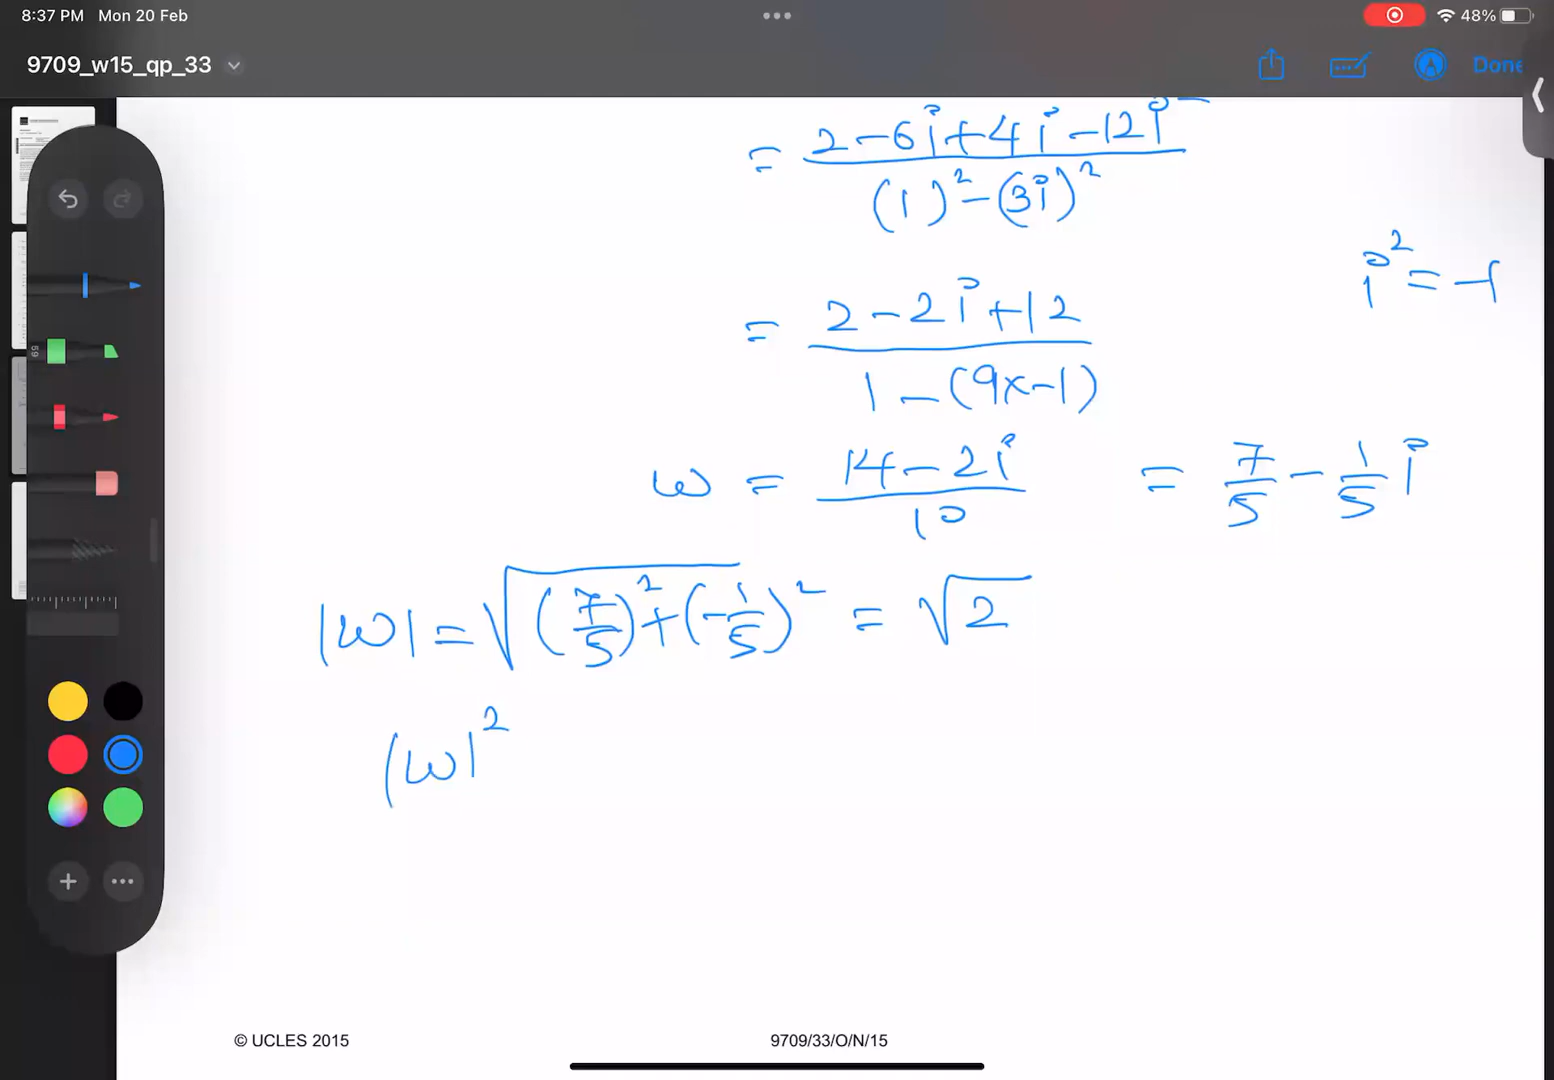 8:37 PM Mon 20 Feb 48%
9709_w15_qp_33 Done
= (2 - 6i + 4i - 12i²) / ((1)² - (3i)²)
i² = -1
= (2 - 2i + 12) / (1 - (9x-1))
w = (14 - 2i) / 10 = 7/5 - 1/5 i
|w| = √((7/5)² + (-1/5)²) = √2
|w|²
© UCLES 2015 9709/33/O/N/15